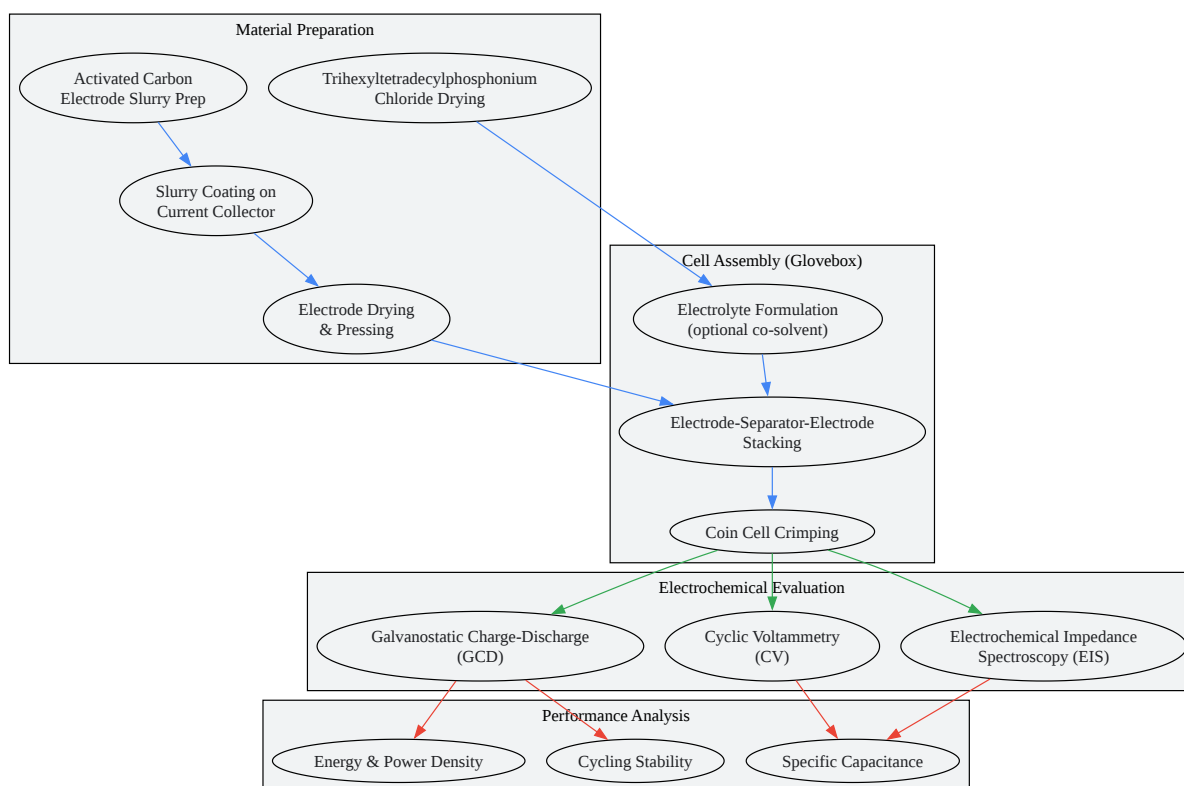 Material Preparation
Activated Carbon
Electrode Slurry Prep
Trihexyltetradecylphosphonium
Chloride Drying
Slurry Coating on
Current Collector
Electrode Drying
& Pressing
Cell Assembly (Glovebox)
Electrolyte Formulation
(optional co-solvent)
Electrode-Separator-Electrode
Stacking
Coin Cell Crimping
Electrochemical Evaluation
Galvanostatic Charge-Discharge
(GCD)
Cyclic Voltammetry
(CV)
Electrochemical Impedance
Spectroscopy (EIS)
Performance Analysis
Energy & Power Density
Cycling Stability
Specific Capacitance